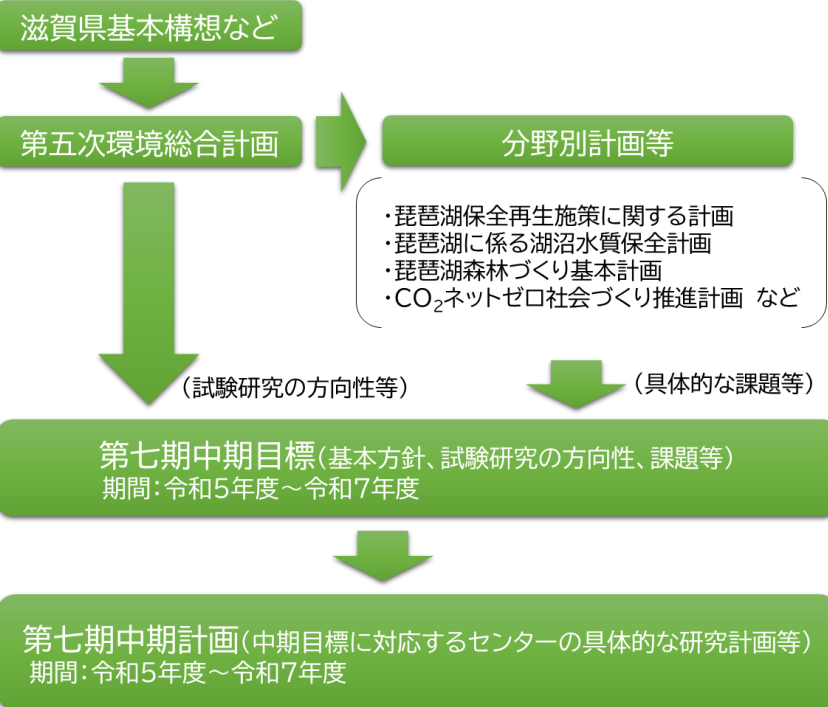 滋賀県基本構想など
第五次環境総合計画
分野別計画等
・琵琶湖保全再生施策に関する計画
・琵琶湖に係る湖沼水質保全計画
・琵琶湖森林づくり基本計画
・CO₂ネットゼロ社会づくり推進計画 など
（試験研究の方向性等）
（具体的な課題等）
第七期中期目標（基本方針、試験研究の方向性、課題等）
期間：令和5年度～令和7年度
第七期中期計画（中期目標に対応するセンターの具体的な研究計画等）
期間：令和5年度～令和7年度